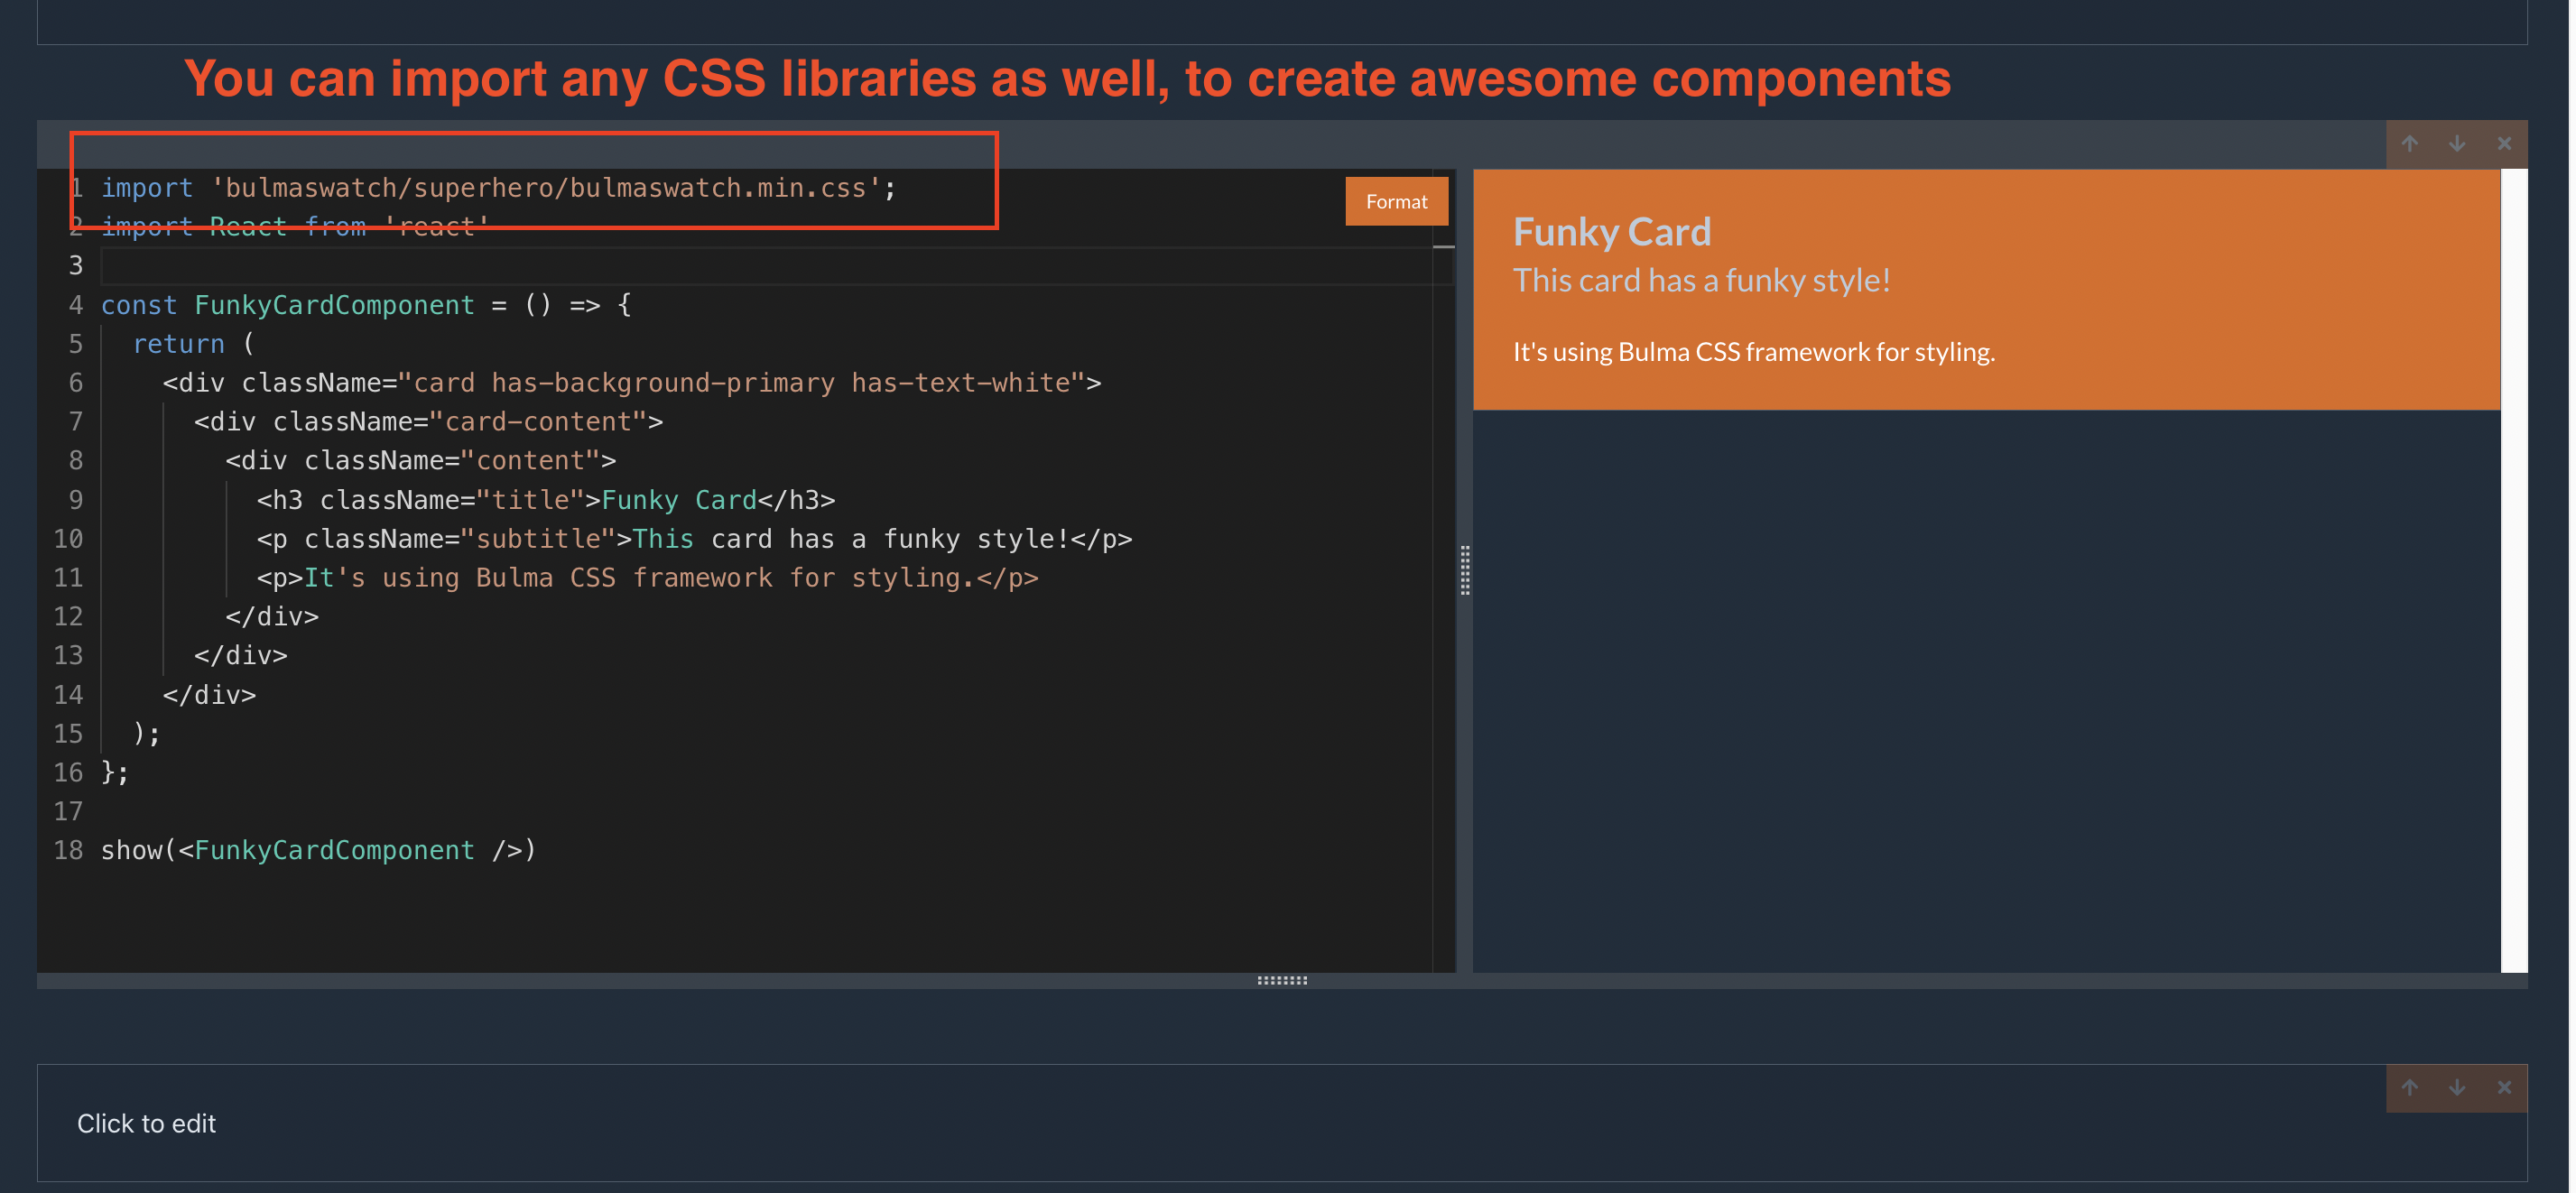 You can import any CSS libraries as well, to create awesome components
1 import 'bulmaswatch/superhero/bulmaswatch.min.css';
2 import React from 'react'
3
4 const FunkyCardComponent = () => {
5   return (
6     <div className="card has-background-primary has-text-white">
7       <div className="card-content">
8         <div className="content">
9           <h3 className="title">Funky Card</h3>
10           <p className="subtitle">This card has a funky style!</p>
11           <p>It's using Bulma CSS framework for styling.</p>
12         </div>
13       </div>
14     </div>
15   );
16 };
17
18 show(<FunkyCardComponent />)
Format
Funky Card
This card has a funky style!
It's using Bulma CSS framework for styling.
Click to edit